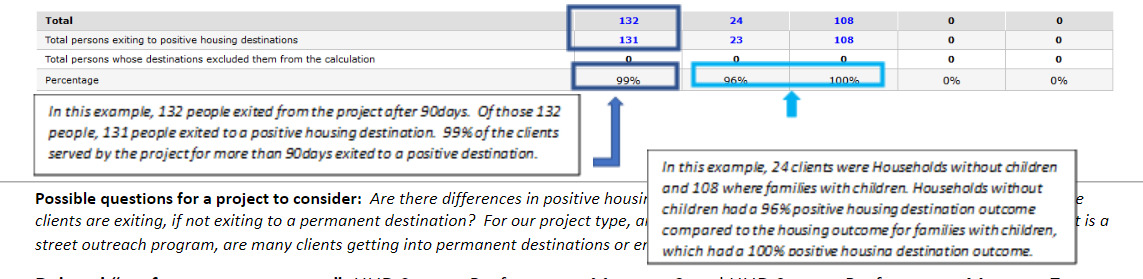 Total 132 24 108 0 0
Total persons exiting to positive housing destinations 131 23 108 0 0
Total persons whose destinations excluded them from the calculation 0 0 0 0 0
Percentage 99% 96% 100% 0% 0%
In this example, 132 people exited from the project after 90days. Of those 132
people, 131 people exited to a positive housing destination. 99% of the clients
served by the project for more than 90days exited to a positive destination.
In this example, 24 clients were Households without children
and 108 where families with children. Households without
children had a 96% positive housing destination outcome
compared to the housing outcome for families with children,
which had a 100% positive housing destination outcome.
Possible questions for a project to consider: Are there differences in positive
clients are exiting, if not exiting to a permanent destination? For our project type, t is a
street outreach program, are many clients getting into permanent destinations or